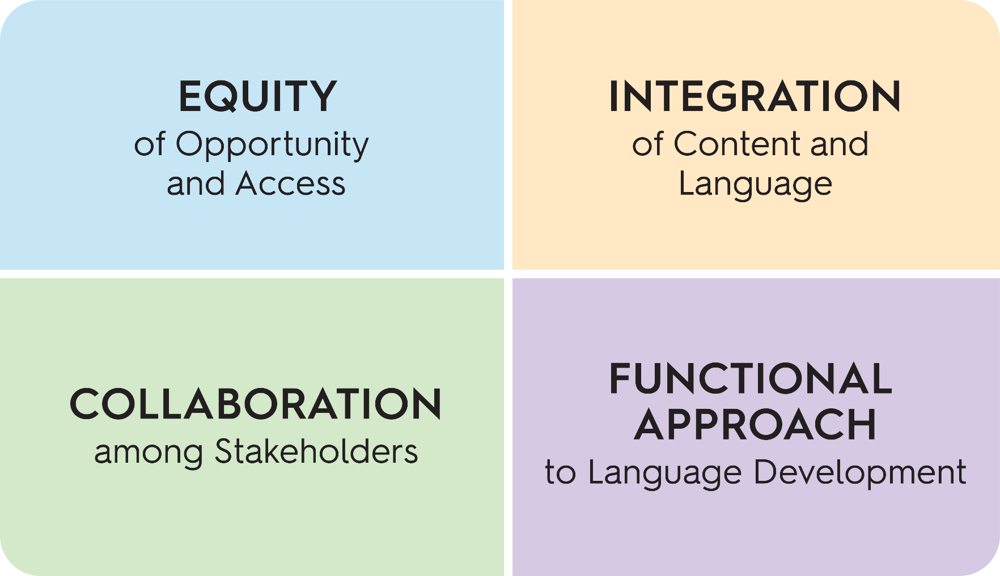 EQUITY
of Opportunity
and Access
INTEGRATION
of Content and
Language
COLLABORATION
among Stakeholders
FUNCTIONAL
APPROACH
to Language Development